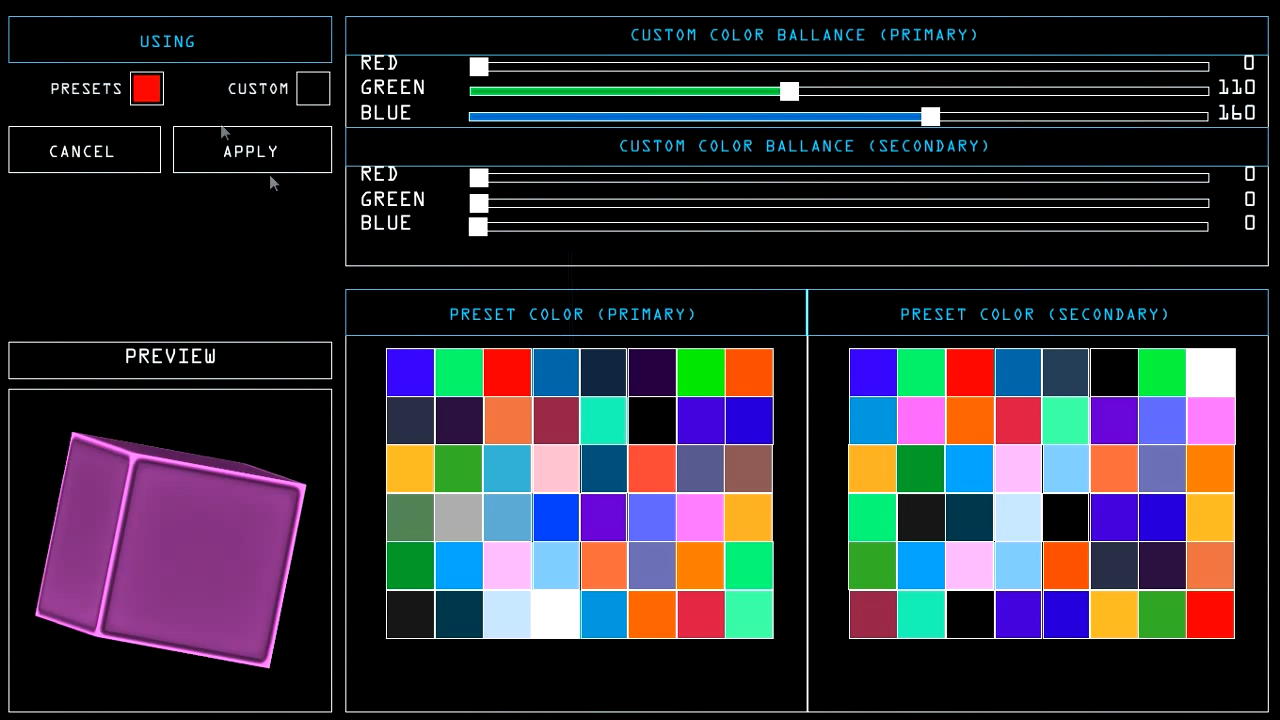 USING
PRESETS CUSTOM
CANCEL APPLY
CUSTOM COLOR BALLANCE (PRIMARY)
RED 0
GREEN 110
BLUE 160
CUSTOM COLOR BALLANCE (SECONDARY)
RED 0
GREEN 0
BLUE 0
PREVIEW
PRESET COLOR (PRIMARY)
PRESET COLOR (SECONDARY)